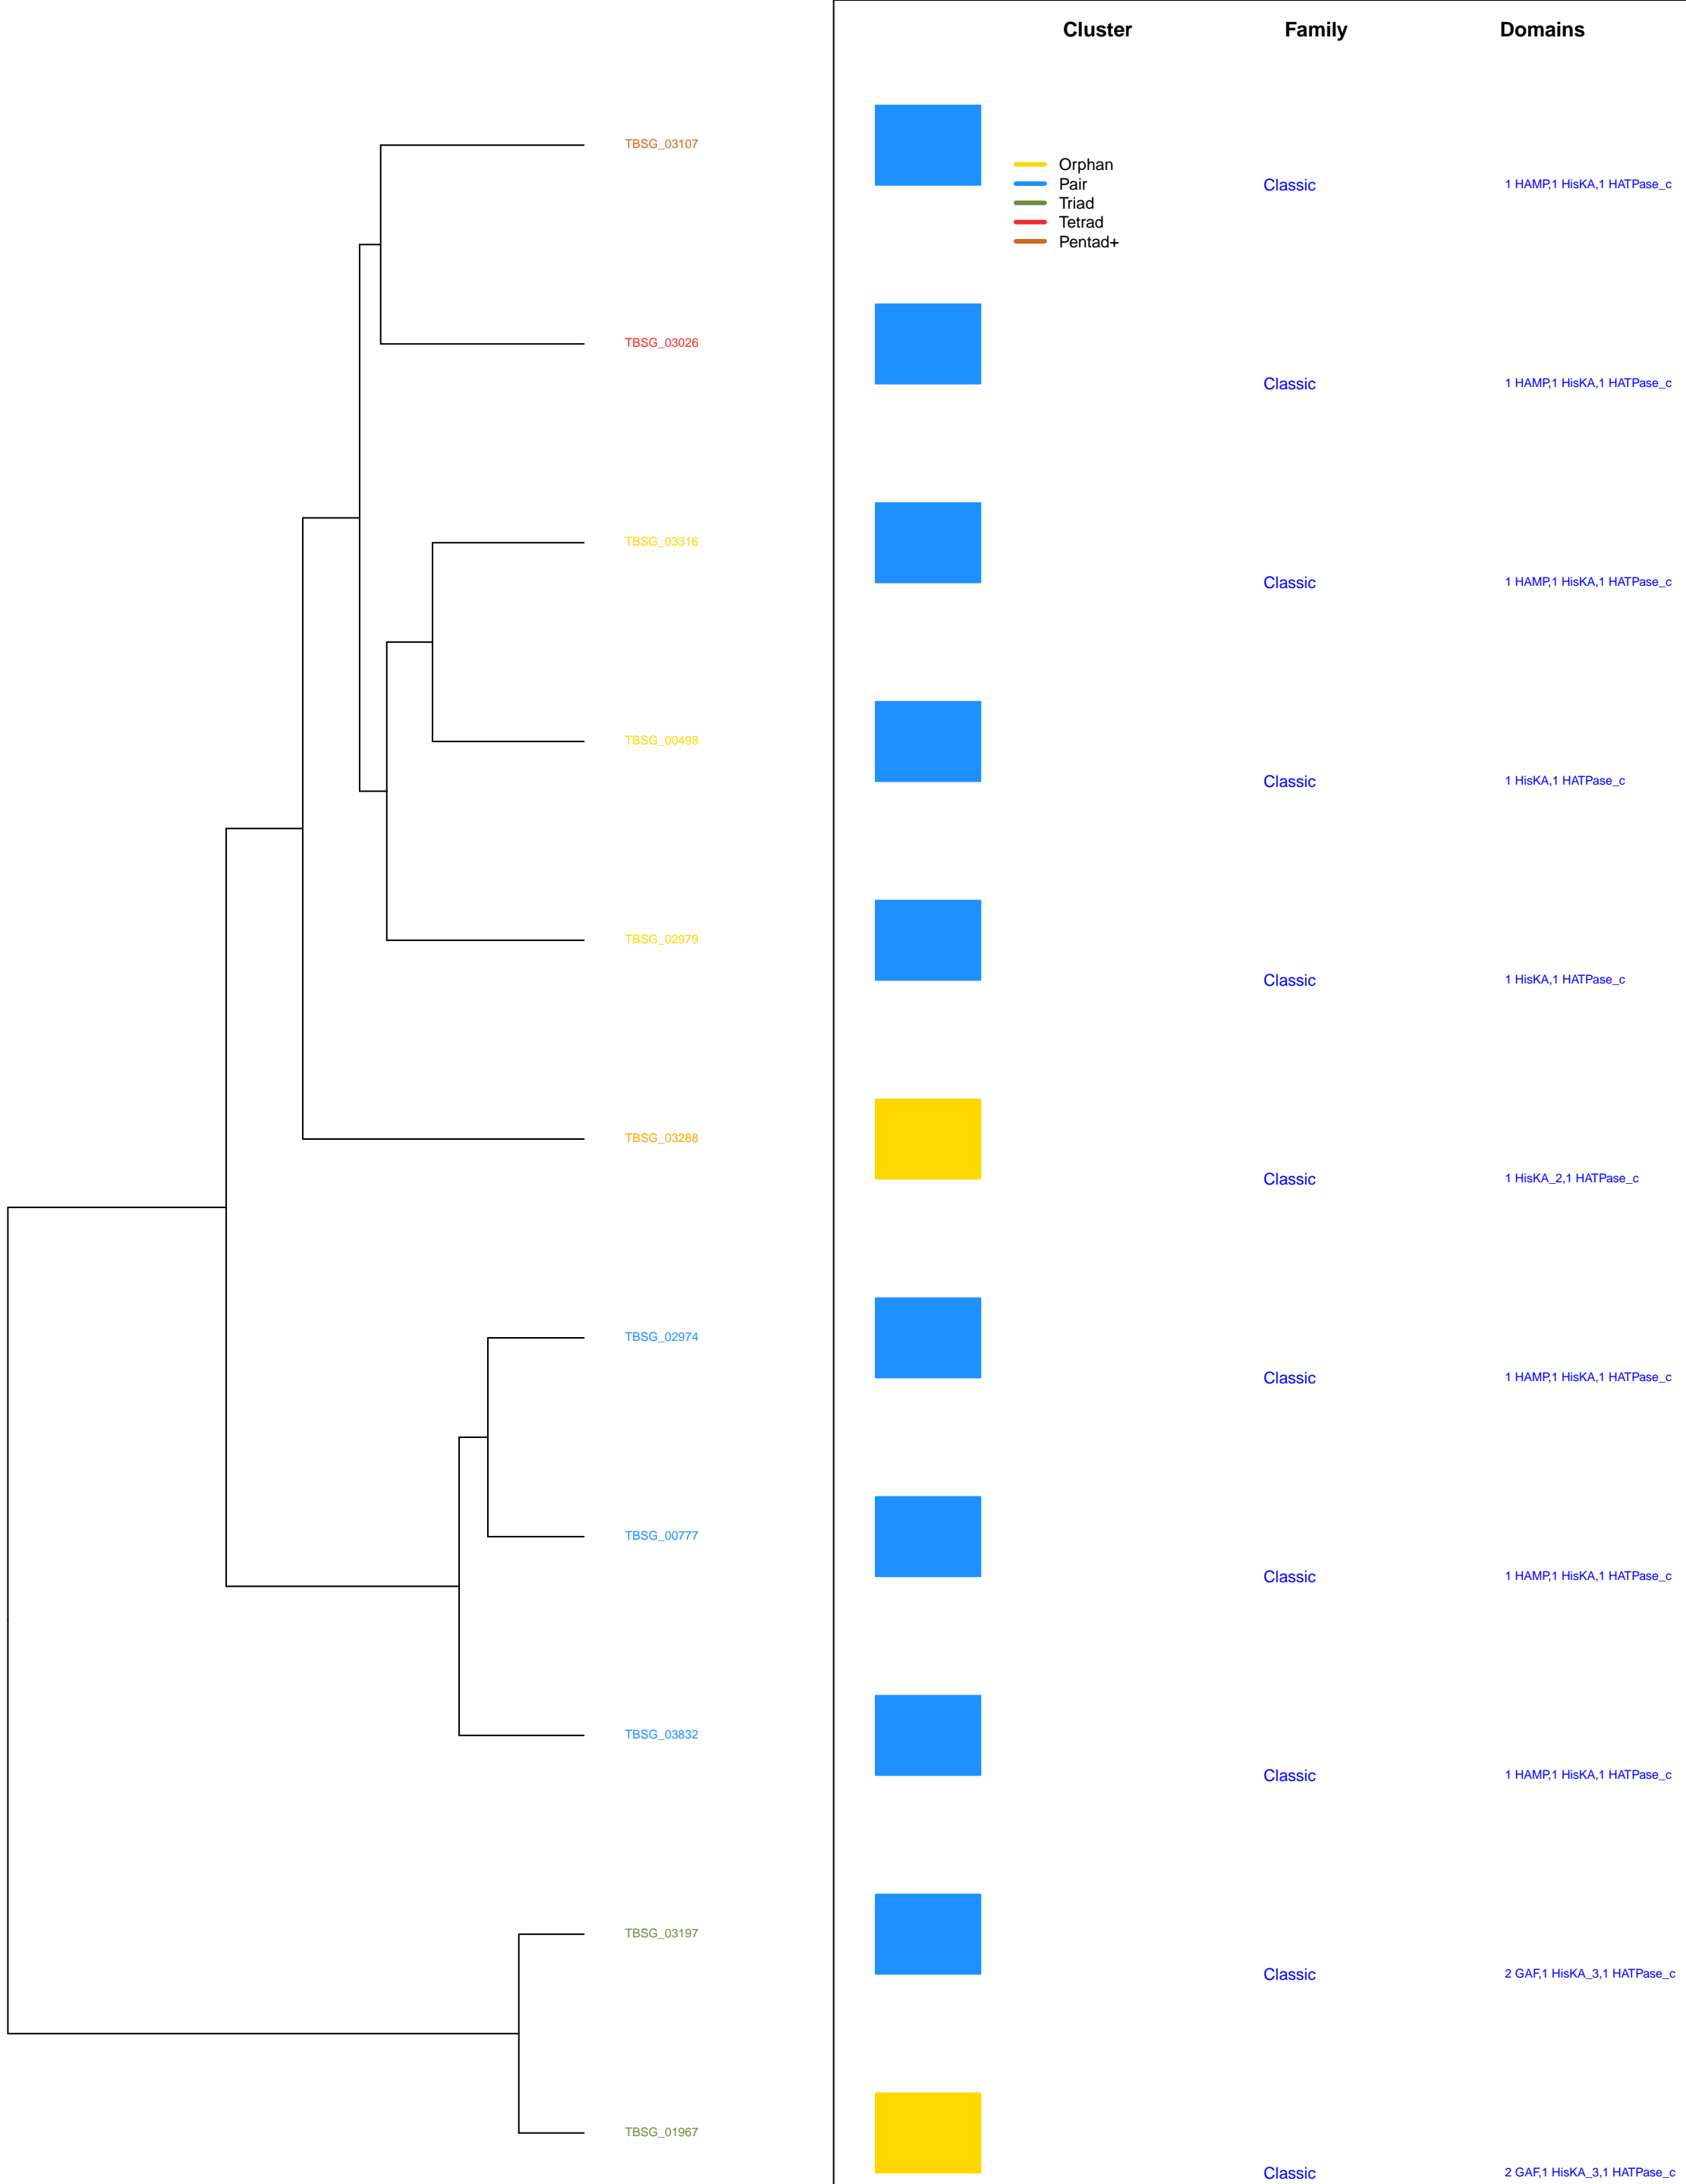 Cluster Family Domains
TBSG_03107
Orphan
Pair
Classic 1 HAMP,1 HisKA,1 HATPase_c
Triad
Tetrad
Pentad+
TBSG_03026
Classic 1 HAMP,1 HisKA,1 HATPase_c
TBSG_03316
Classic 1 HAMP,1 HisKA,1 HATPase_c
TBSG_00498
Classic 1 HisKA,1 HATPase_c
TBSG_02979
Classic 1 HisKA,1 HATPase_c
TBSG_03288
Classic 1 HisKA_2,1 HATPase_c
TBSG_02974
Classic 1 HAMP,1 HisKA,1 HATPase_c
TBSG_00777
Classic 1 HAMP,1 HisKA,1 HATPase_c
TBSG_03832
Classic 1 HAMP,1 HisKA,1 HATPase_c
TBSG_03197
Classic 2 GAF,1 HisKA_3,1 HATPase_c
TBSG_01967
Classic 2 GAF,1 HisKA_3,1 HATPase_c